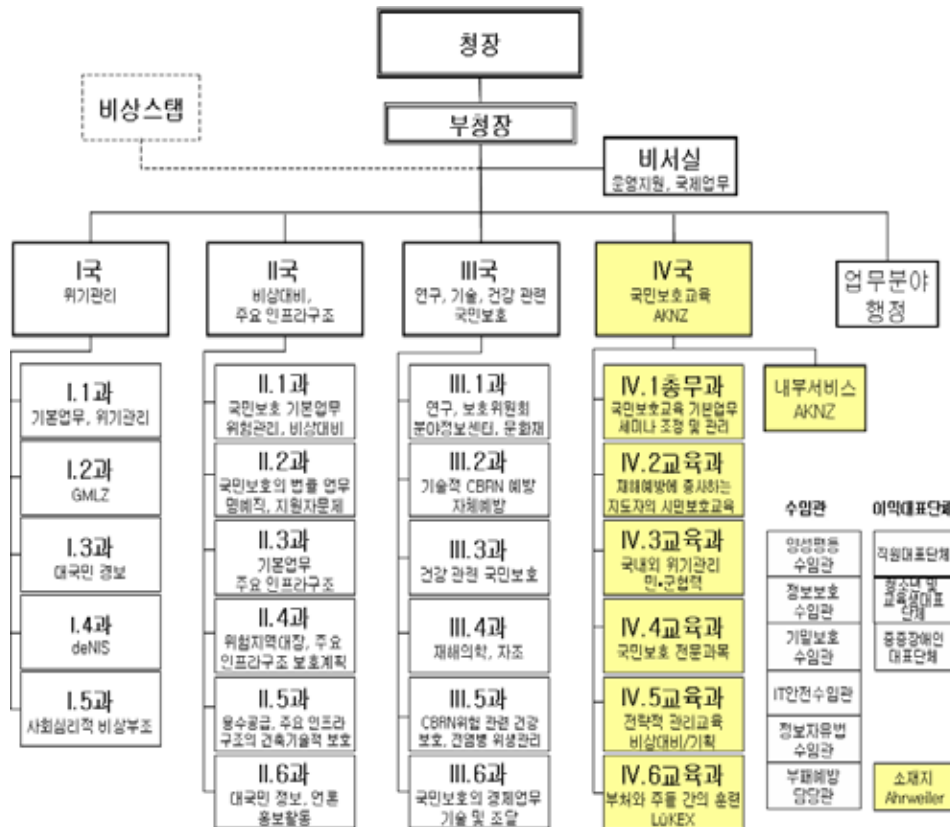 청장
비상스탭
부청장
비서실
운영지원, 국제업무
I국
위기관리
II국
비상대비,
주요 인프라구조
III국
연구, 기술, 건강 관련
국민보호
IV국
국민보호교육
AKNZ
업무분야
행정
I.1과
기본업무, 위기관리
I.2과
GMLZ
I.3과
대국민 경보
I.4과
deNIS
I.5과
사회심리적 비상부조
II.1과
국민보호 기본업무
위험관리, 비상대비
II.2과
국민보호의 법률 업무
명예직, 지원자문제
II.3과
기본업무
주요 인프라구조
II.4과
위험지역대장, 주요
인프라구조 보호계획
II.5과
용수공급, 주요 인프라
구조의 건축기술적 보호
II.6과
대국민 정보, 언론
홍보활동
III.1과
연구, 보호위원회
분야정보센터, 문화재
III.2과
기술적 CBRN 예방
자체예방
III.3과
건강 관련 국민보호
III.4과
재해의학, 자조
III.5과
CBRN위험 관련 건강
보호, 전염병 위생관리
III.6과
국민보호의 경제업무
기술 및 조달
IV.1총무과
국민보호교육 기본업무
세미나 조정 및 관리
IV.2교육과
재해예방에 종사하는
지도자의 시민보호교육
IV.3교육과
국내외 위기관리
민•군협력
IV.4교육과
국민보호 전문과목
IV.5교육과
전략적 관리교육
비상대비/기획
IV.6교육과
부처와 주들 간의 훈련
LÜKEX
내부서비스
AKNZ
수임관
양성평등
수임관
정보보호
수임관
기밀보호
수임관
IT안전수임관
정보자유법
수임관
부패예방
담당관
이익대표단체
직원대표단체
청소년 및
교육생대표
단체
중증장애인
대표단체
소재지
Ahrweiler